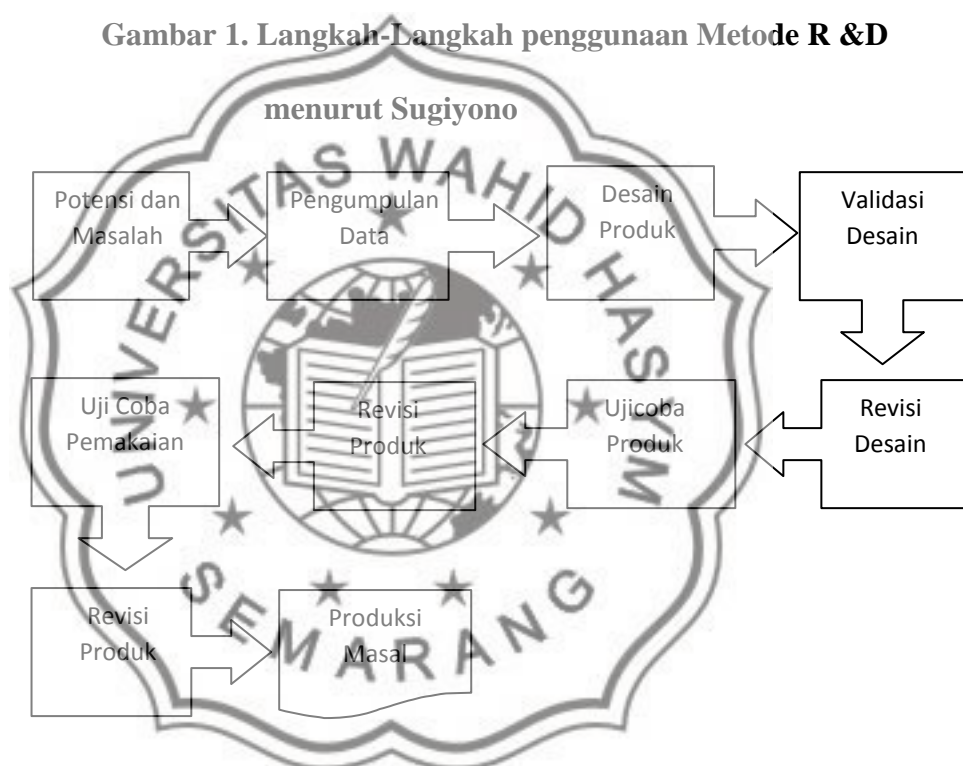 Gambar 1. Langkah-Langkah penggunaan Metode R &D
menurut Sugiyono
Potensi dan
Masalah
Pengumpulan
Data
Desain
Produk
Validasi
Desain
Revisi
Desain
Ujicoba
Produk
Revisi
Produk
Uji Coba
Pemakaian
Revisi
Produk
Produksi
Masal
UNIVERSITAS WAHID HASYIM
SEMARANG